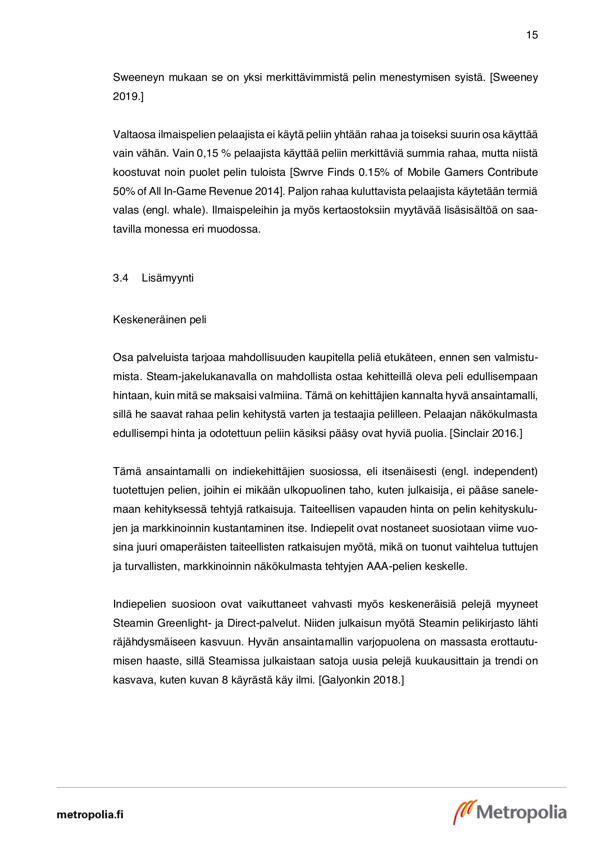 15
Sweeneyn mukaan se on yksi merkittävimmistä pelin menestymisen syistä. [Sweeney
2019.]
Valtaosa ilmaispelien pelaajista ei käytä peliin yhtään rahaa ja toiseksi suurin osa käyttää
vain vähän. Vain 0,15 % pelaajista käyttää peliin merkittäviä summia rahaa, mutta niistä
koostuvat noin puolet pelin tuloista [Swrve Finds 0.15% of Mobile Gamers Contribute
50% of All In-Game Revenue 2014]. Paljon rahaa kuluttavista pelaajista käytetään termiä
valas (engl. whale). Ilmaispeleihin ja myös kertaostoksiin myytävää lisäsisältöä on saa-
tavilla monessa eri muodossa.
3.4 Lisämyynti
Keskeneräinen peli
Osa palveluista tarjoaa mahdollisuuden kaupitella peliä etukäteen, ennen sen valmistu-
mista. Steam-jakelukanavalla on mahdollista ostaa kehitteillä oleva peli edullisempaan
hintaan, kuin mitä se maksaisi valmiina. Tämä on kehittäjien kannalta hyvä ansaintamalli,
sillä he saavat rahaa pelin kehitystä varten ja testaajia pelilleen. Pelaajan näkökulmasta
edullisempi hinta ja odotettuun peliin käsiksi pääsy ovat hyviä puolia. [Sinclair 2016.]
Tämä ansaintamalli on indiekehittäjien suosiossa, eli itsenäisesti (engl. independent)
tuotettujen pelien, joihin ei mikään ulkopuolinen taho, kuten julkaisija, ei pääse sanele-
maan kehityksessä tehtyjä ratkaisuja. Taiteellisen vapauden hinta on pelin kehityskulu-
jen ja markkinoinnin kustantaminen itse. Indiepelit ovat nostaneet suosiotaan viime vuo-
sina juuri omaperäisten taiteellisten ratkaisujen myötä, mikä on tuonut vaihtelua tuttujen
ja turvallisten, markkinoinnin näkökulmasta tehtyjen AAA-pelien keskelle.
Indiepelien suosioon ovat vaikuttaneet vahvasti myös keskeneräisiä pelejä myyneet
Steamin Greenlight- ja Direct-palvelut. Niiden julkaisun myötä Steamin pelikirjasto lähti
räjähdysmäiseen kasvuun. Hyvän ansaintamallin varjopuolena on massasta erottautu-
misen haaste, sillä Steamissa julkaistaan satoja uusia pelejä kuukausittain ja trendi on
kasvava, kuten kuvan 8 käyrästä käy ilmi. [Galyonkin 2018.]
metropolia.fi
Metropolia